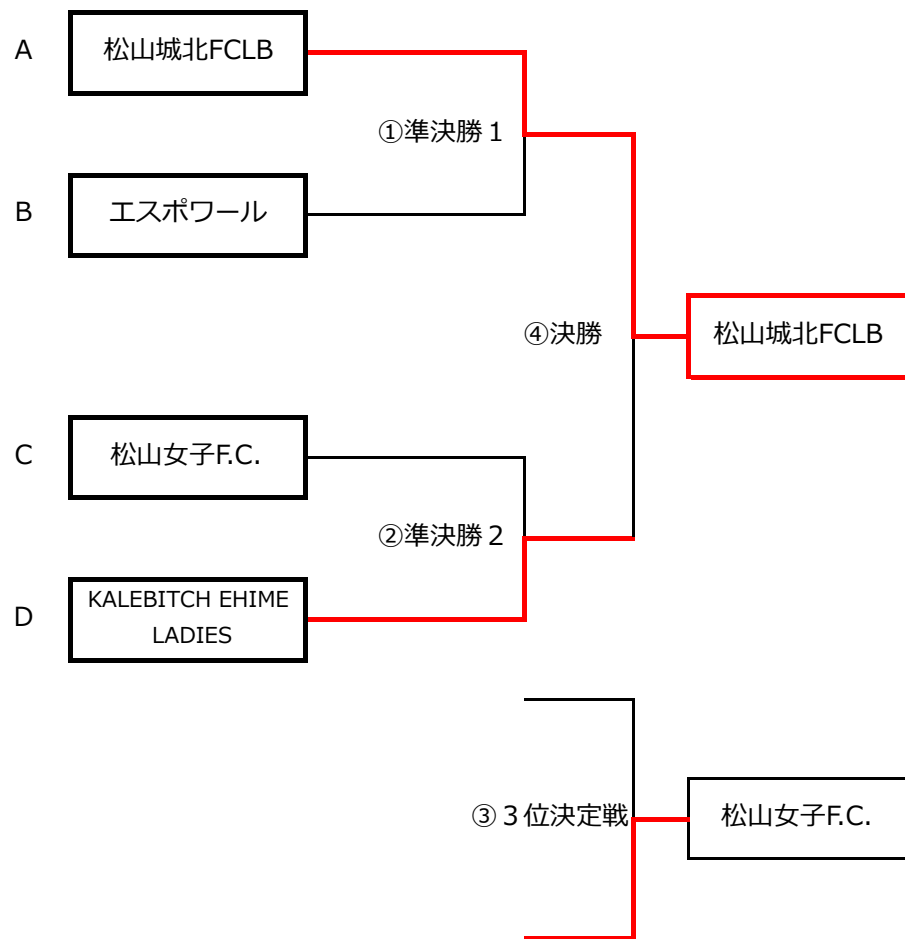 A
松山城北FCLB
①準決勝１
B
エスポワール
④決勝
松山城北FCLB
C
松山女子F.C.
②準決勝２
D
KALEBITCH EHIME
LADIES
③３位決定戦
松山女子F.C.